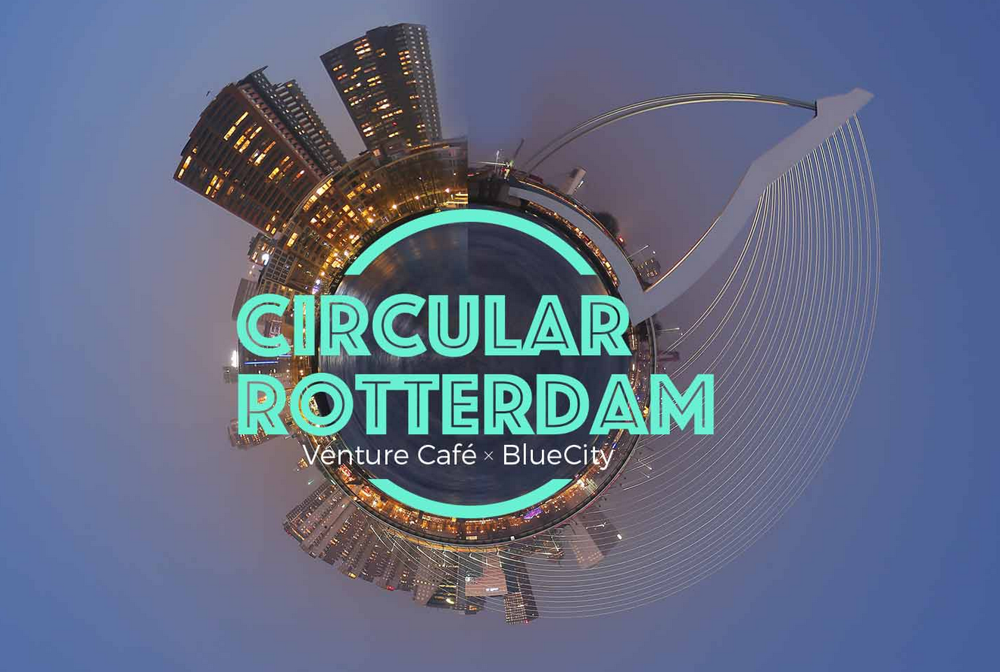 CIRCULAR
ROTTERDAM
Venture Café × BlueCity